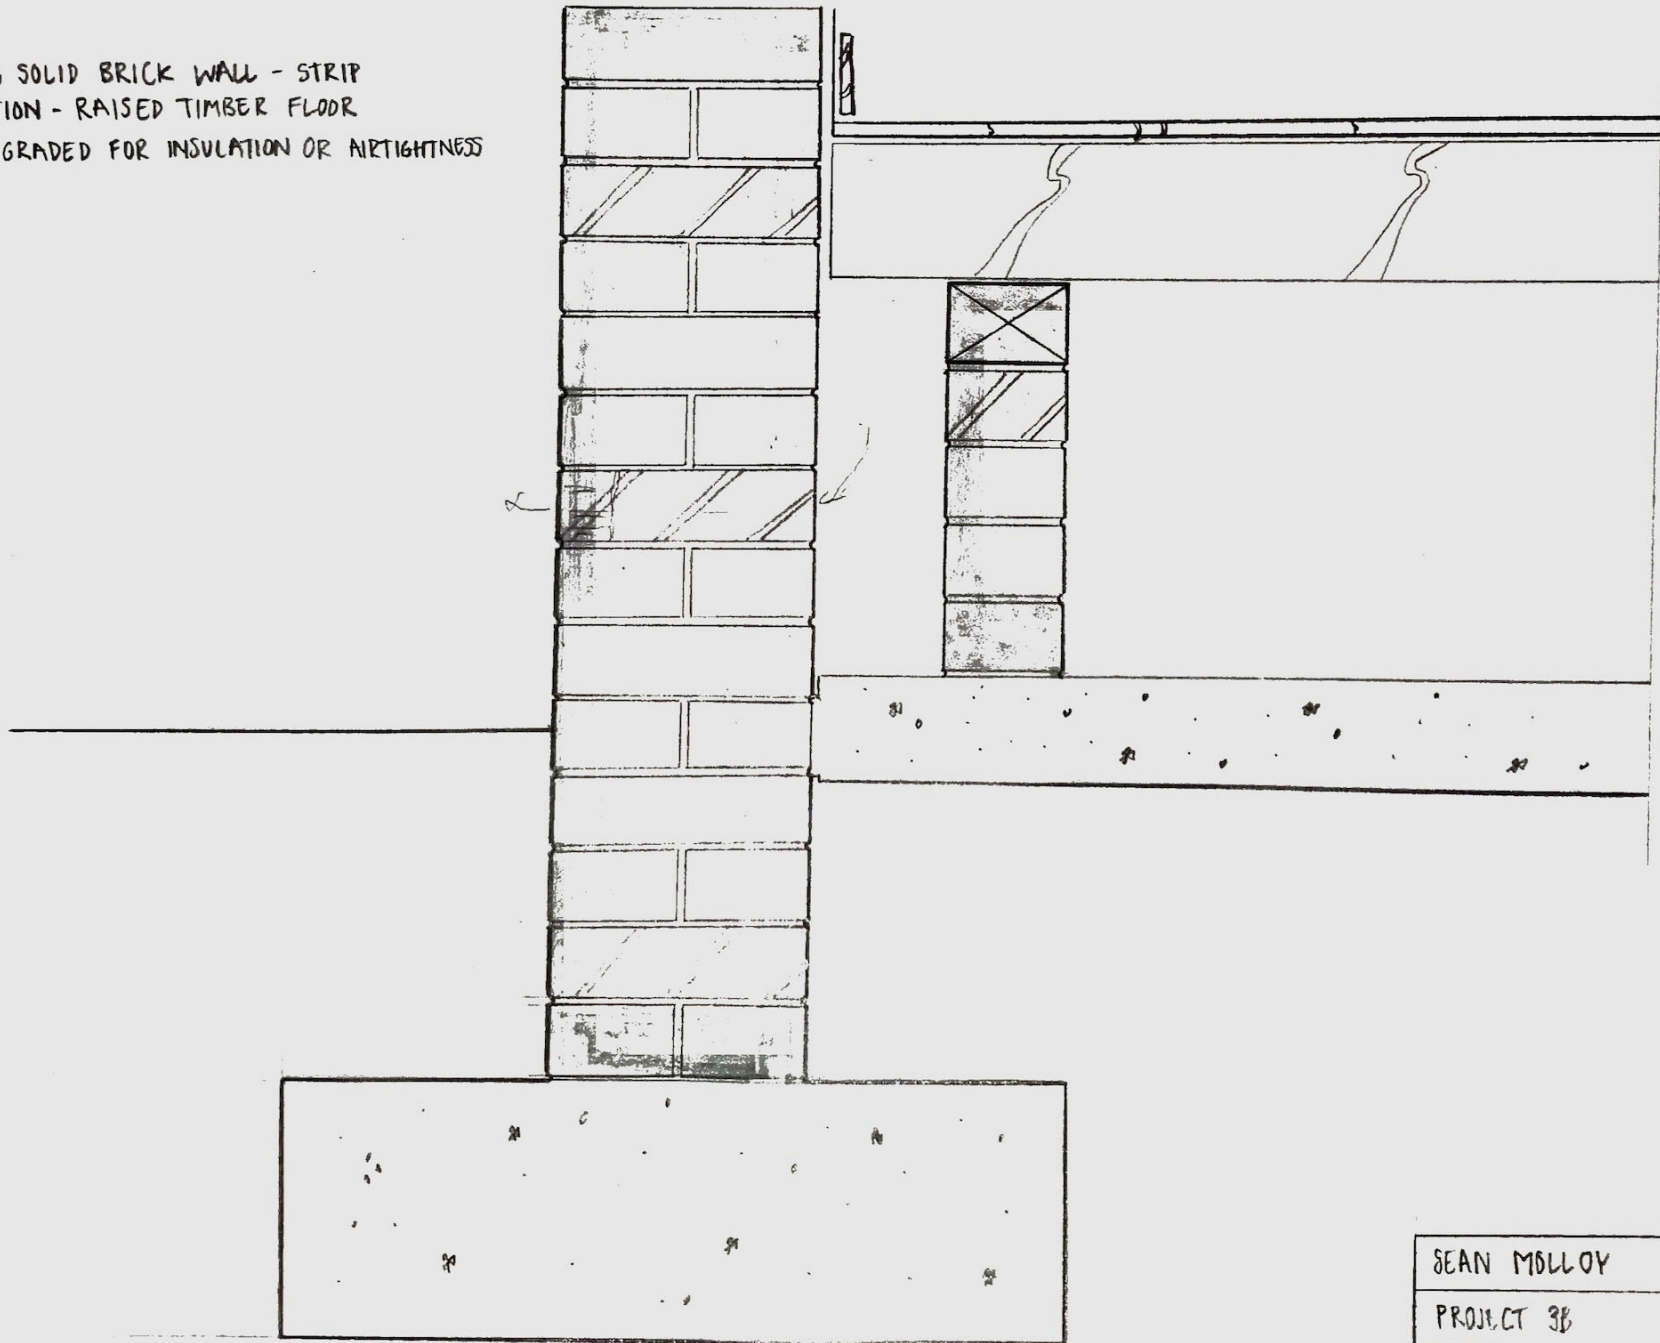 SOLID BRICK WALL - STRIP
TION - RAISED TIMBER FLOOR
GRADED FOR INSULATION OR AIRTIGHTNESS
SEAN MOLLOY
PROJECT 3B